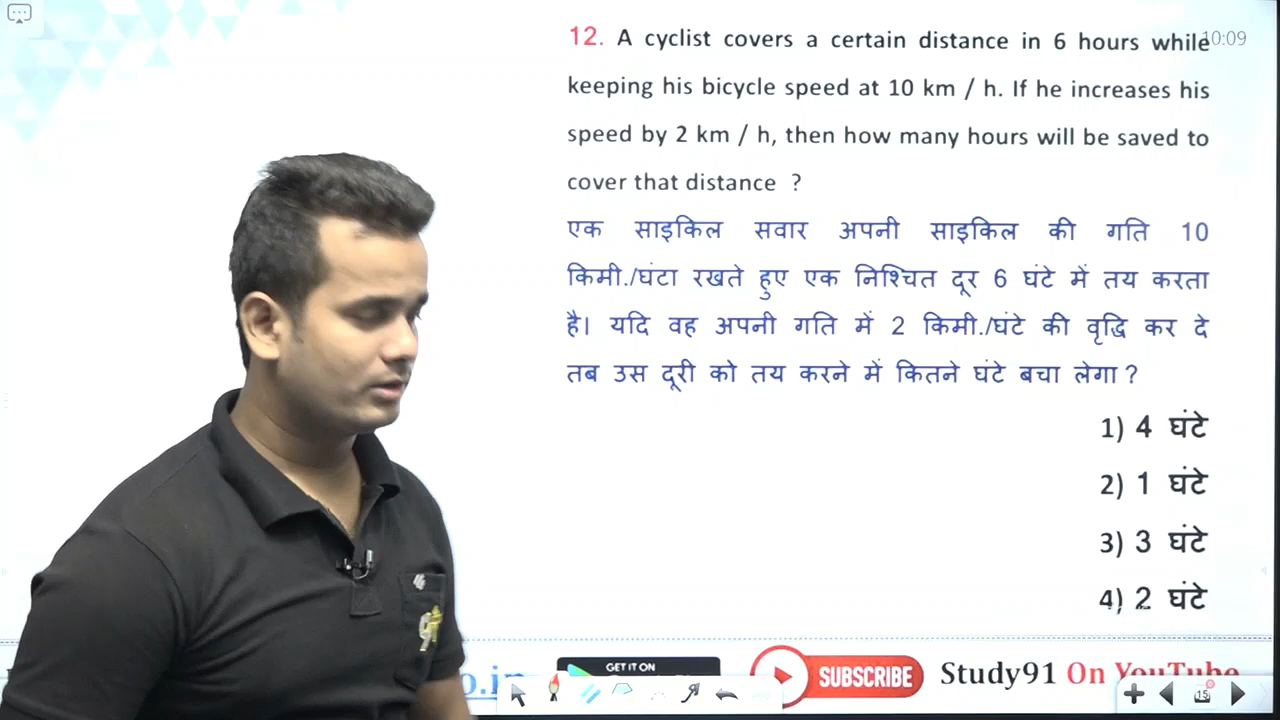 12. A cyclist covers a certain distance in 6 hours while
10:09
keeping his bicycle speed at 10 km / h. If he increases his
speed by 2 km / h, then how many hours will be saved to
cover that distance ?
एक साइकिल सवार अपनी साइकिल की गति 10
किमी./घंटा रखते हुए एक निश्चित दूर 6 घंटे में तय करता
है। यदि वह अपनी गति में 2 किमी./घंटे की वृद्धि कर दे
तब उस दूरी को तय करने में कितने घंटे बचा लेगा ?
1) 4 घंटे
2) 1 घंटे
3) 3 घंटे
4) 2 घंटे
GET IT ON
SUBSCRIBE
Study91 On YouTube
15